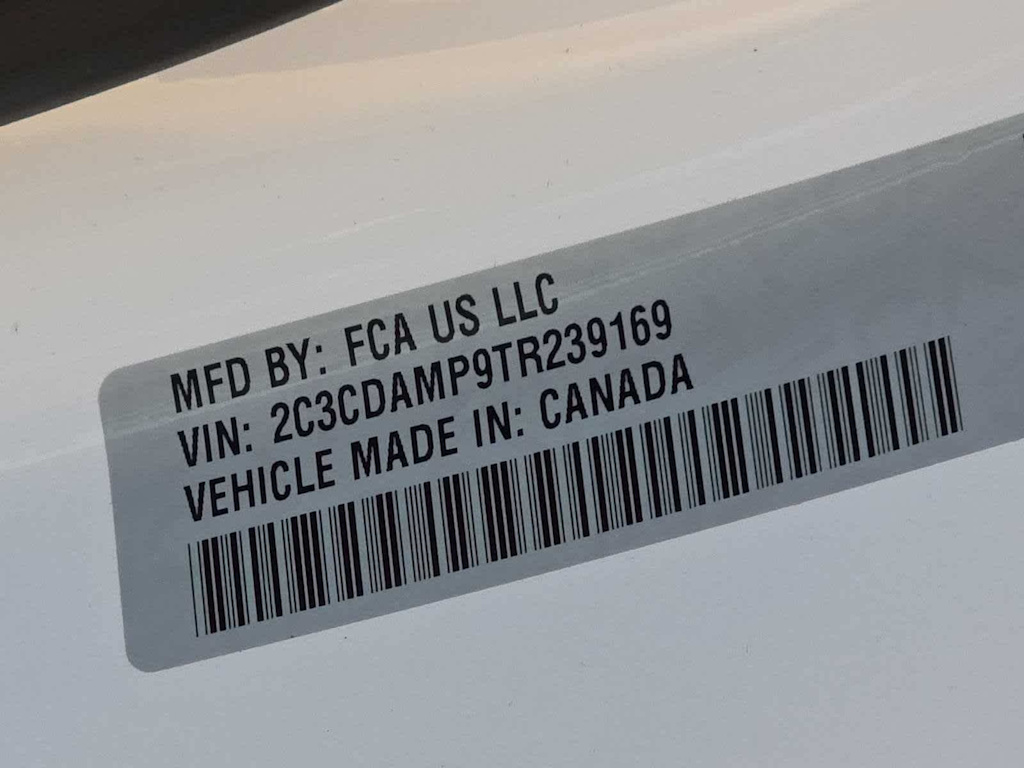 MFD BY: FCA US LLC
VIN: 2C3CDAMP9TR239169
VEHICLE MADE IN: CANADA